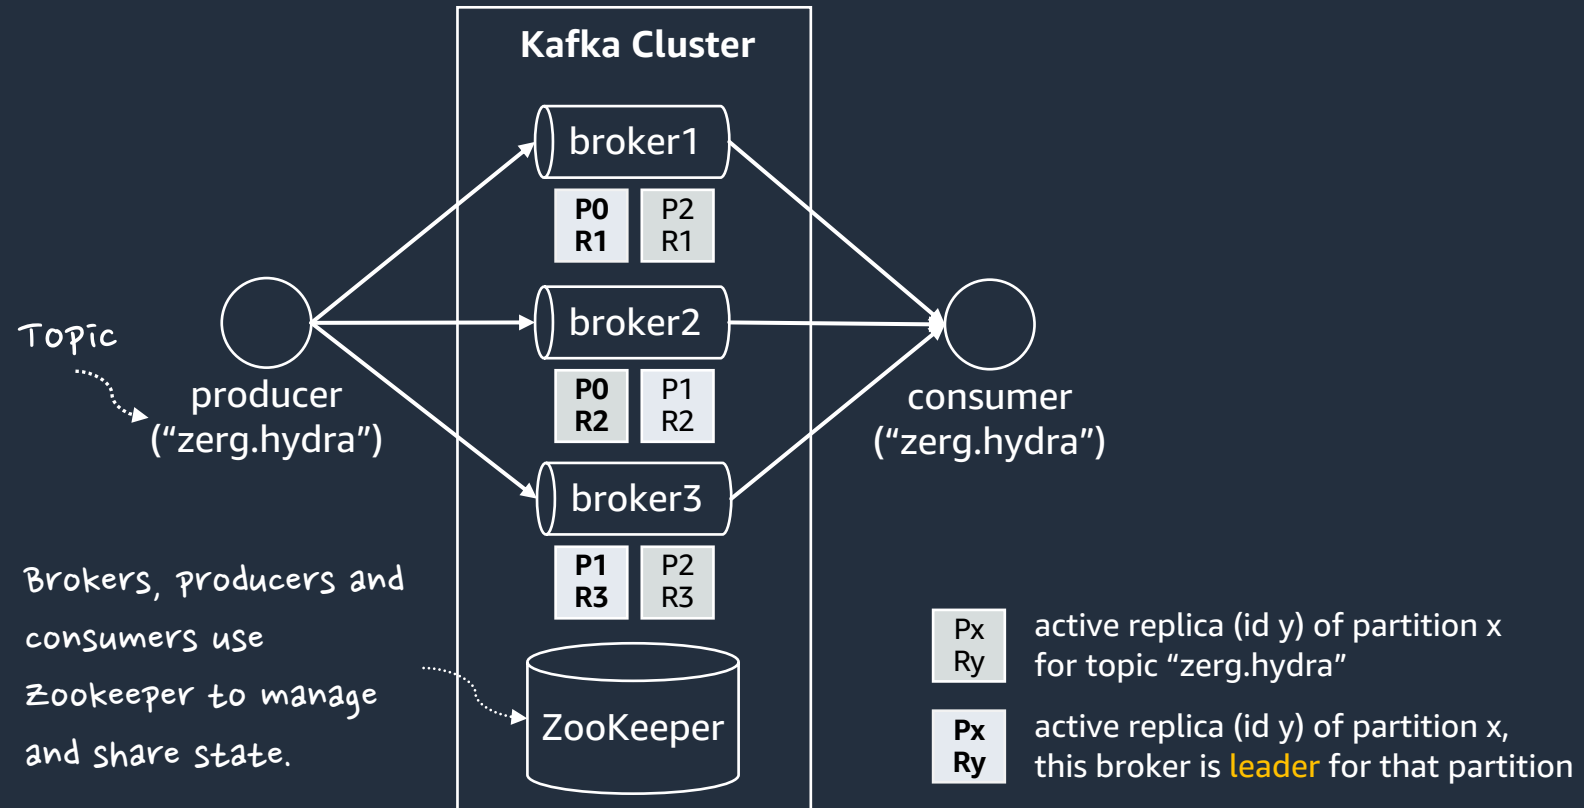 Kafka Cluster
broker1
P0
R1
P2
R1
broker2
P0
R2
P1
R2
broker3
P1
R3
P2
R3
ZooKeeper
Topic
producer
(“zerg.hydra”)
consumer
(“zerg.hydra”)
Brokers, producers and
consumers use
Zookeeper to manage
and share state.
Px
Ry
active replica (id y) of partition x
for topic “zerg.hydra”
Px
Ry
active replica (id y) of partition x,
this broker is leader for that partition